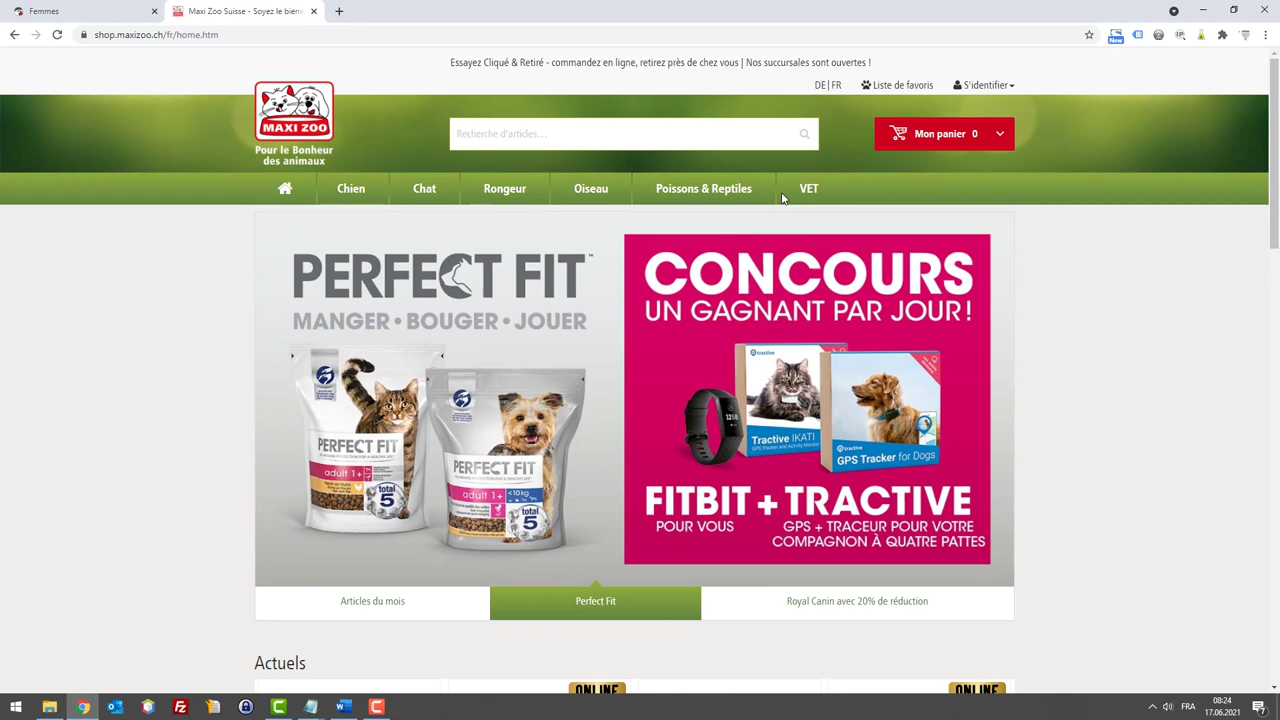 Femmes
Maxi Zoo Suisse - Soyez le bienv
shop.maxizoo.ch/fr/home.htm
New
Essayez Cliqué & Retiré - commandez en ligne, retirez près de chez vous | Nos succursales sont ouvertes !
DE|FR
Liste de favoris
S'identifier
MAXI ZOO
Pour le Bonheur
des animaux
Recherche d'articles...
Mon panier 0
Chien
Chat
Rongeur
Oiseau
Poissons & Reptiles
VET
PERFECT FIT™
MANGER • BOUGER • JOUER
PERFECT FIT
adult 1+
total
5
PERFECT FIT
adult 1+
<10kg
total
5
CONCOURS
UN GAGNANT PAR JOUR !
tractive
Tractive IKATI
tractive
GPS Tracker for Dogs
FITBIT + TRACTIVE
POUR VOUS
GPS + TRACEUR POUR VOTRE
COMPAGNON À QUATRE PATTES
Articles du mois
Perfect Fit
Royal Canin avec 20% de réduction
Actuels
ONLINE
ONLINE
FRA
08:24
17.06.2021